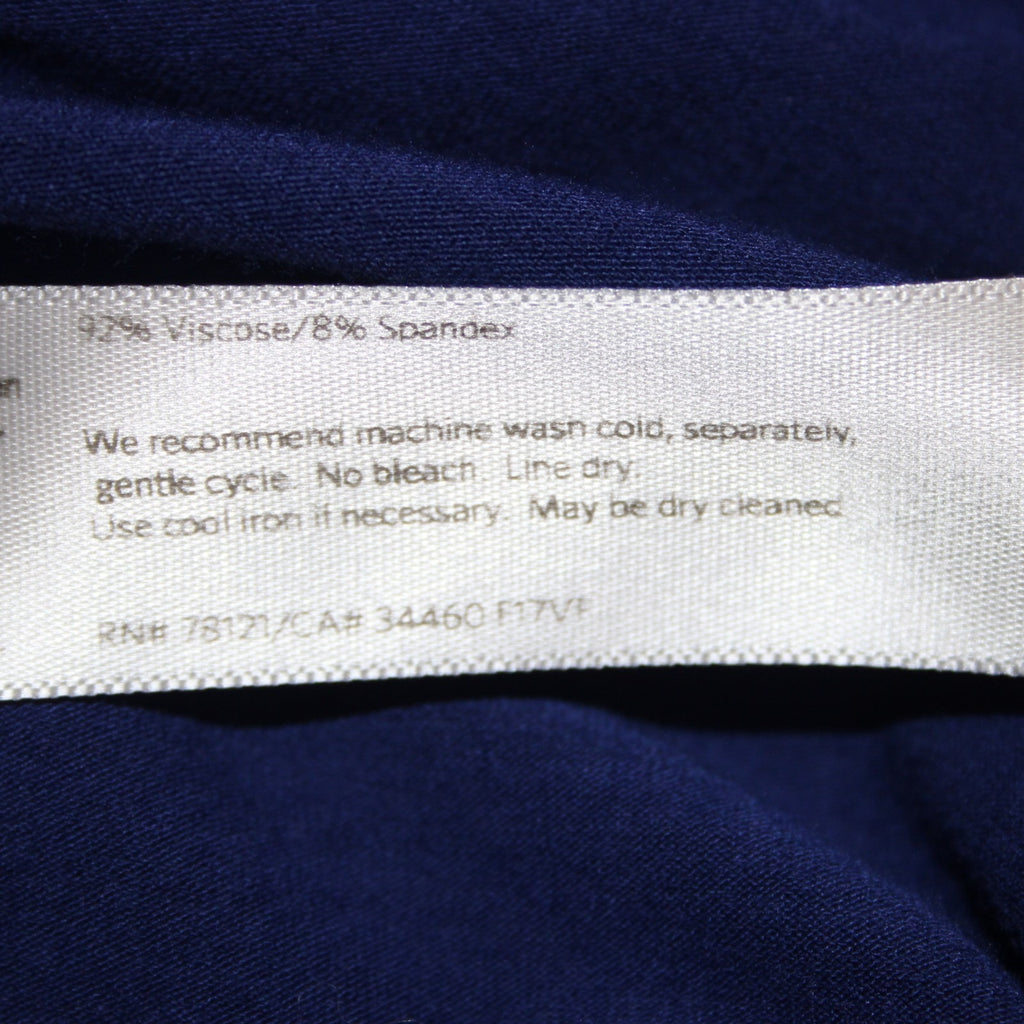 92% Viscose/8% Spandex
We recommend machine wash cold, separately,
gentle cycle. No bleach. Line dry.
Use cool iron if necessary. May be dry cleaned
RN# 78121/CA# 34460 F17VF